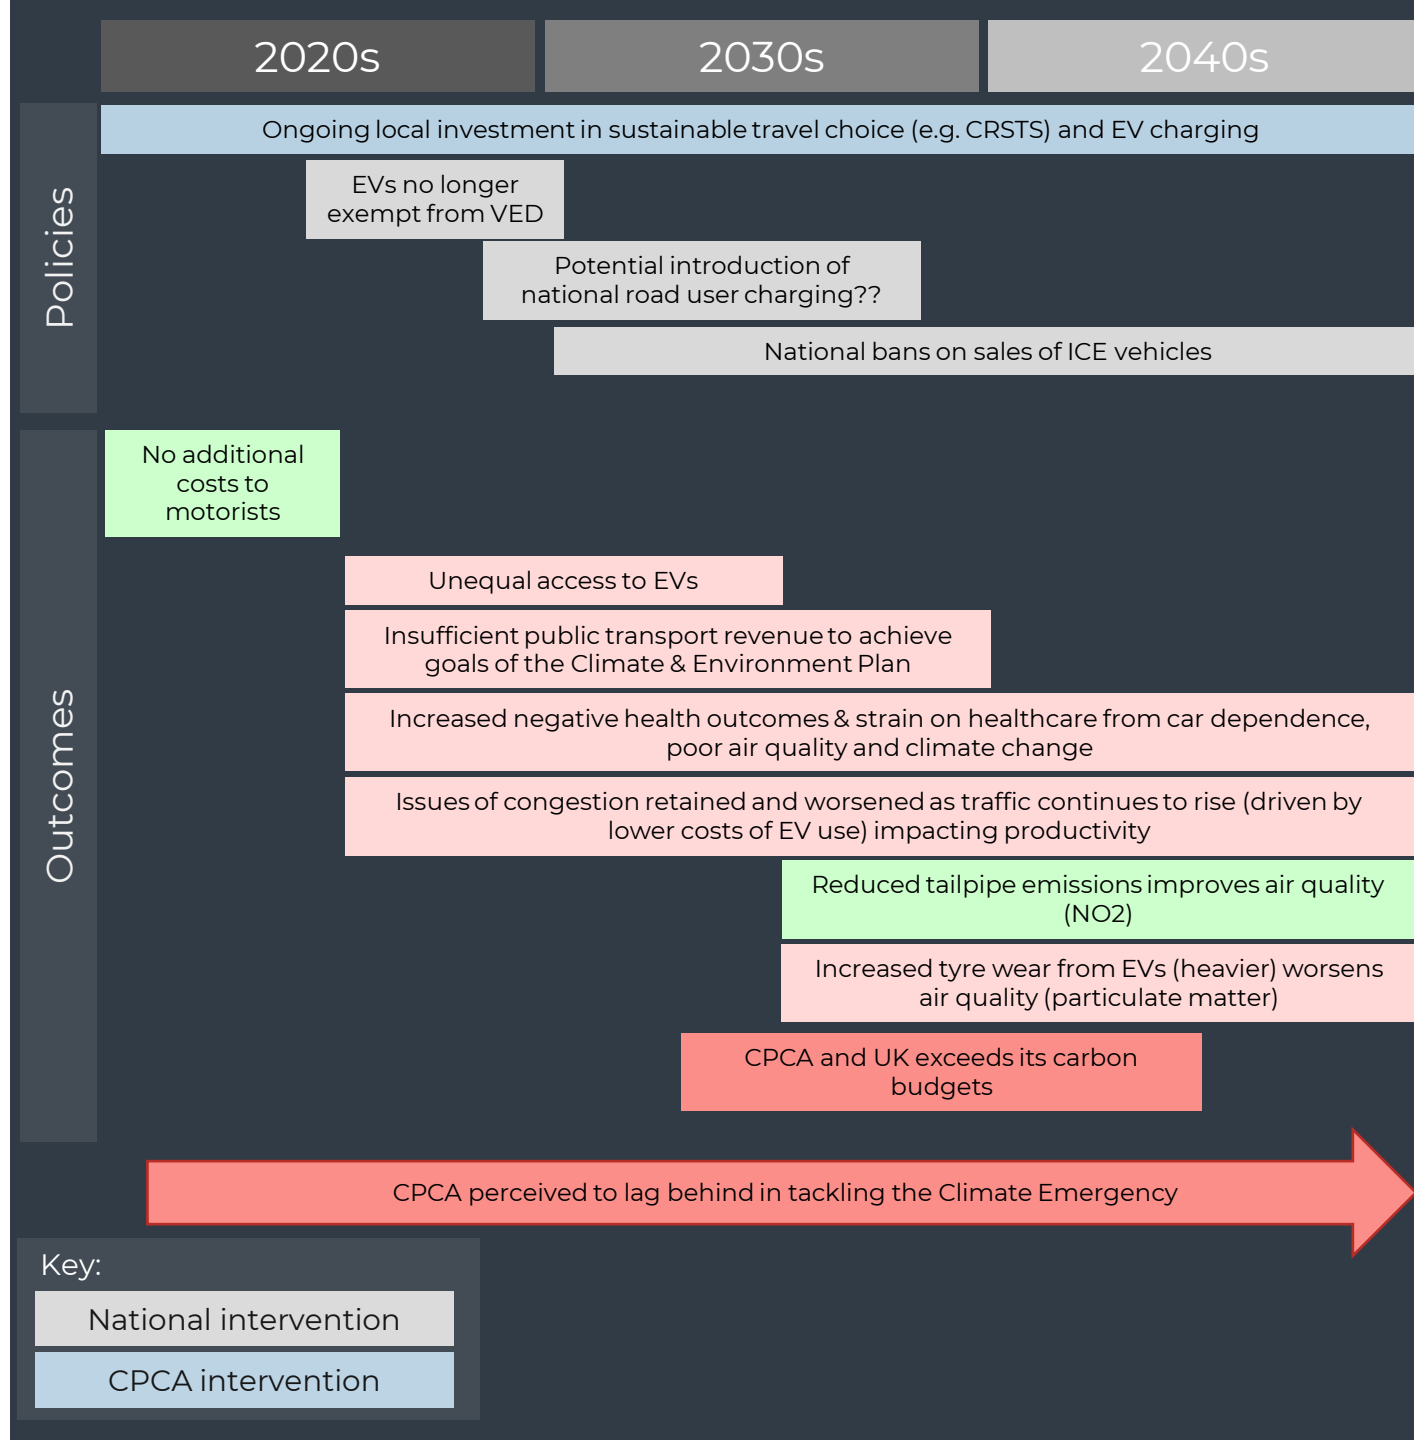 2020s
2030s
2040s
Policies
Ongoing local investment in sustainable travel choice (e.g. CRSTS) and EV charging
EVs no longer
exempt from VED
Potential introduction of
national road user charging??
National bans on sales of ICE vehicles
Outcomes
No additional
costs to
motorists
Unequal access to EVs
Insufficient public transport revenue to achieve
goals of the Climate & Environment Plan
Increased negative health outcomes & strain on healthcare from car dependence,
poor air quality and climate change
Issues of congestion retained and worsened as traffic continues to rise (driven by
lower costs of EV use) impacting productivity
Reduced tailpipe emissions improves air quality
(NO2)
Increased tyre wear from EVs (heavier) worsens
air quality (particulate matter)
CPCA and UK exceeds its carbon
budgets
CPCA perceived to lag behind in tackling the Climate Emergency
Key:
National intervention
CPCA intervention